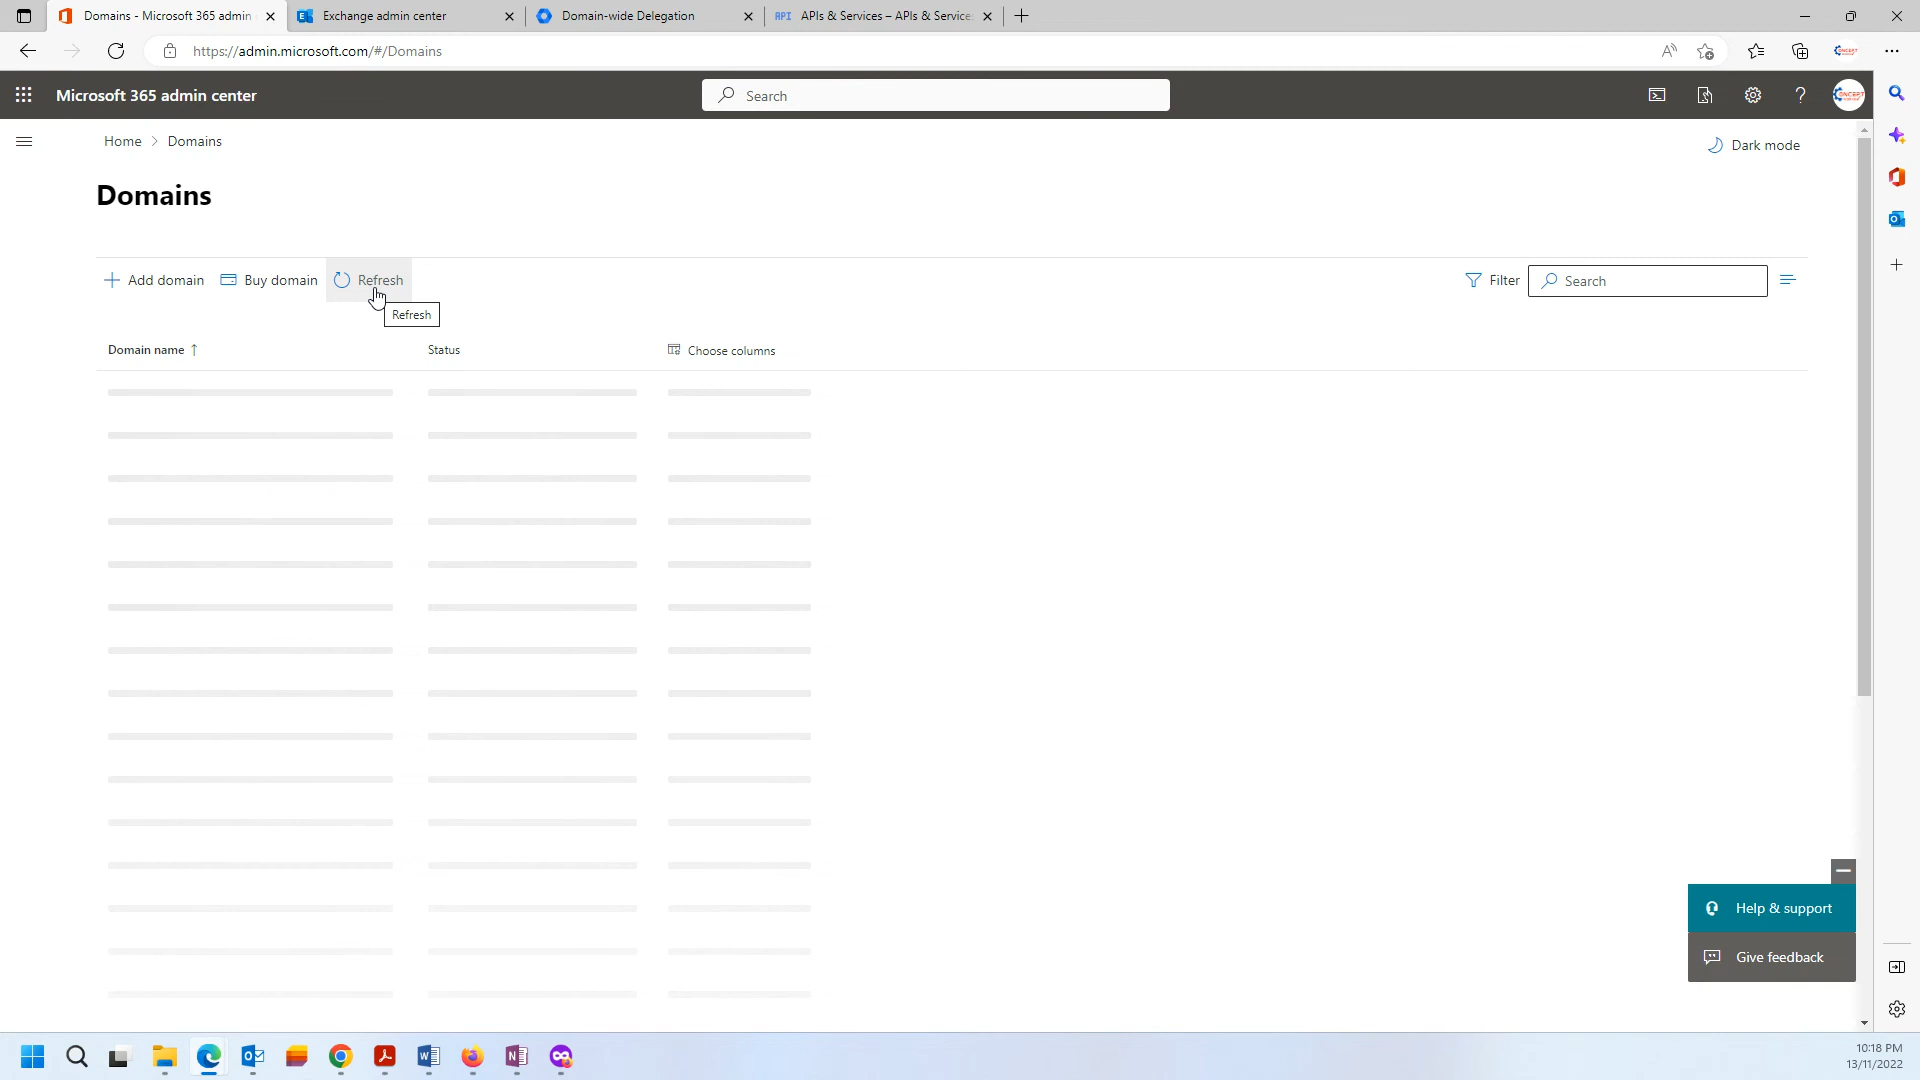 Domains - Microsoft 365 admin
Exchange admin center
Domain-wide Delegation
API APIs & Services – APIs & Service
https://admin.microsoft.com/#/Domains
Microsoft 365 admin center
Search
Home > Domains
Dark mode
Domains
Add domain
Buy domain
Refresh
Filter
Search
Refresh
Domain name ↑
Status
Choose columns
Help & support
Give feedback
10:18 PM
13/11/2022